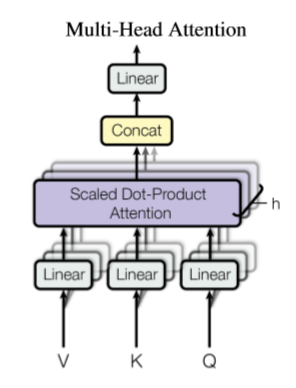 Multi-Head Attention
Linear
Concat
Scaled Dot-Product
Attention
h
Linear Linear Linear
V K Q